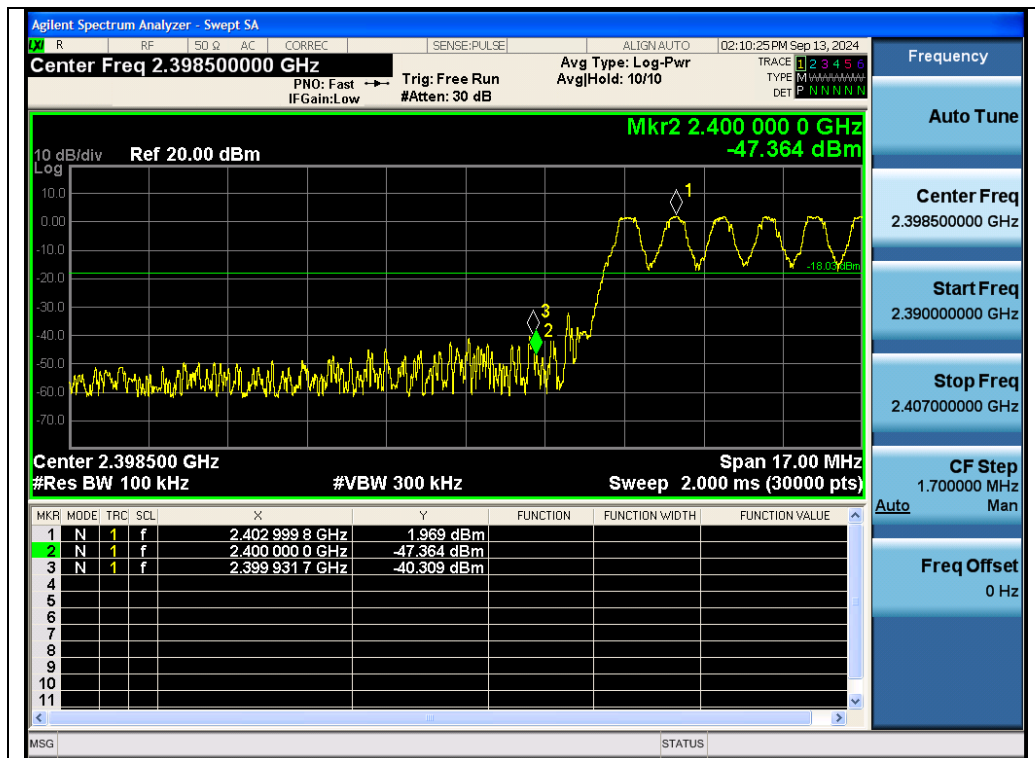 Agilent Spectrum Analyzer - Swept SA
LXI R RF 50 Ω AC CORREC SENSE:PULSE ALIGN AUTO 02:10:25 PM Sep 13, 2024
Center Freq 2.398500000 GHz
PNO: Fast
IFGain:Low
Trig: Free Run
#Atten: 30 dB
Avg Type: Log-Pwr
Avg|Hold: 10/10
TRACE 1 2 3 4 5 6
TYPE M
DET P N N N N N
Mkr2 2.400 000 0 GHz
-47.364 dBm
10 dB/div Ref 20.00 dBm
Log
10.0
0.00
-10.0
-20.0
-30.0
-40.0
-50.0
-60.0
-70.0
1
-18.03 dBm
3
2
Center 2.398500 GHz Span 17.00 MHz
#Res BW 100 kHz #VBW 300 kHz Sweep 2.000 ms (30000 pts)
MKR MODE TRC SCL X Y FUNCTION FUNCTION WIDTH FUNCTION VALUE
1 N 1 f 2.402 999 8 GHz 1.969 dBm
2 N 1 f 2.400 000 0 GHz -47.364 dBm
3 N 1 f 2.399 931 7 GHz -40.309 dBm
4
5
6
7
8
9
10
11
MSG STATUS
Frequency
Auto Tune
Center Freq
2.398500000 GHz
Start Freq
2.390000000 GHz
Stop Freq
2.407000000 GHz
CF Step
1.700000 MHz
Auto Man
Freq Offset
0 Hz